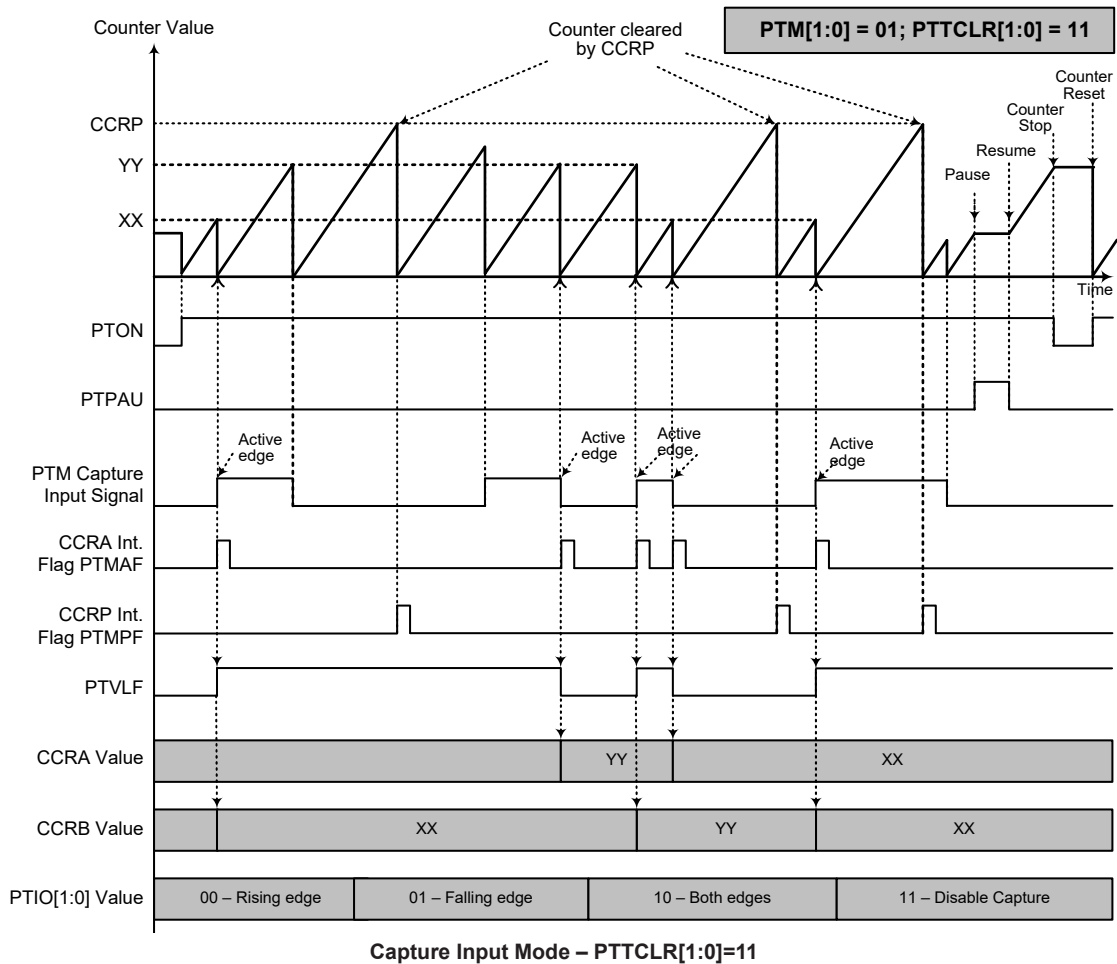 Counter Value
Counter cleared
by CCRP
PTM[1:0] = 01; PTTCLR[1:0] = 11
Counter
Reset
Counter
Stop
Resume
Pause
CCRP
YY
XX
Time
PTON
PTPAU
PTM Capture
Input Signal
Active
edge
Active
edge
Active
edge
Active
edge
CCRA Int.
Flag PTMAF
CCRP Int.
Flag PTMPF
PTVLF
CCRA Value
YY
XX
CCRB Value
XX
YY
XX
PTIO[1:0] Value
00 – Rising edge
01 – Falling edge
10 – Both edges
11 – Disable Capture
Capture Input Mode – PTTCLR[1:0]=11